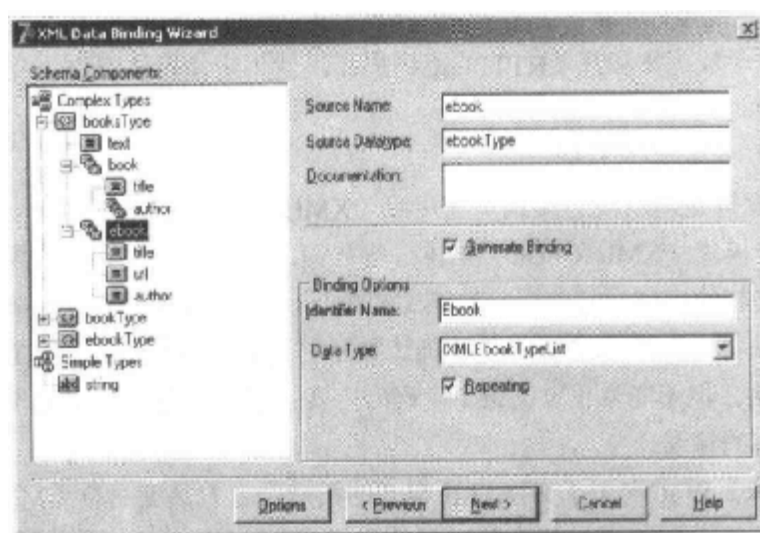 XML Data Binding Wizard
Schema Components:
Complex Types
booksType
text
book
title
author
ebook
title
url
author
bookType
ebookType
Simple Types
string
Source Name:
ebook
Source Datatype:
ebookType
Documentation:
Generate Binding
Binding Options
Identifier Name:
Ebook
Data Type:
IXMLEbookTypeList
Repeating
Options
< Previous
Next >
Cancel
Help